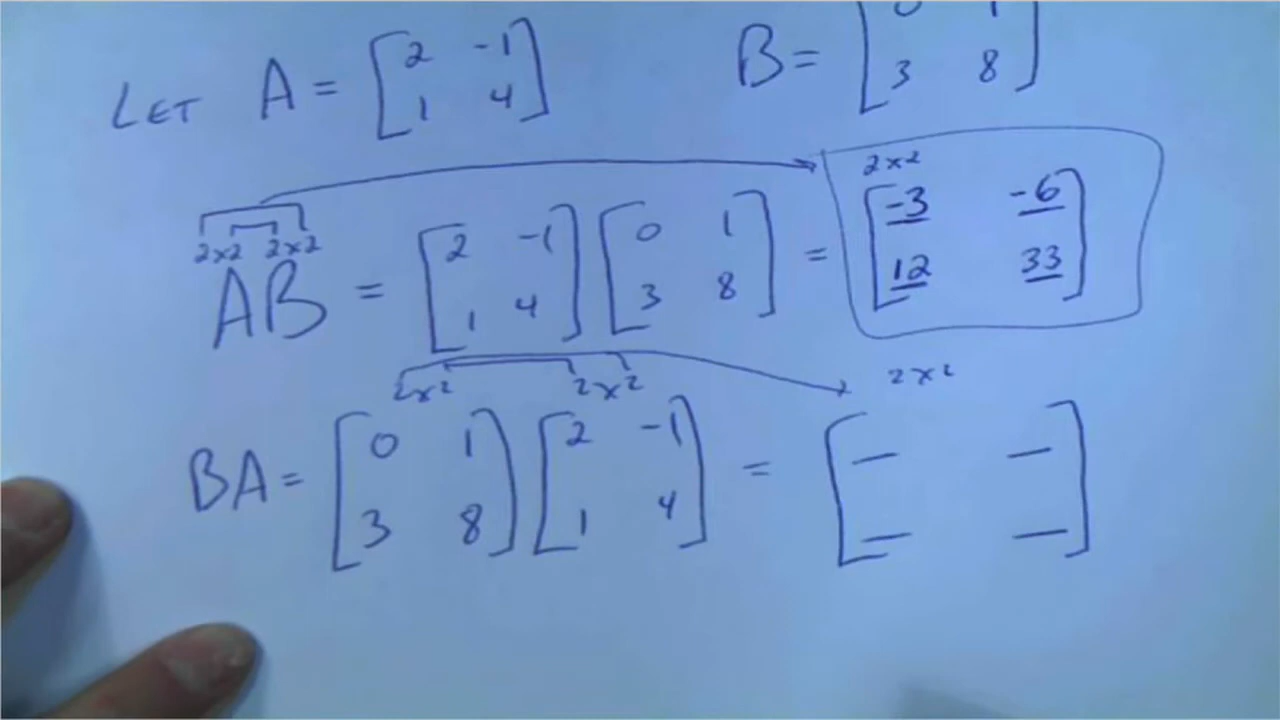 LET A = [2 -1; 1 4] B = [0 1; 3 8]
2x2 2x2
AB = [2 -1; 1 4] [0 1; 3 8] = 2x2 [-3 -6; 12 33]
2x2 2x2 2x2
BA = [0 1; 3 8] [2 -1; 1 4] = [_ _; _ _]